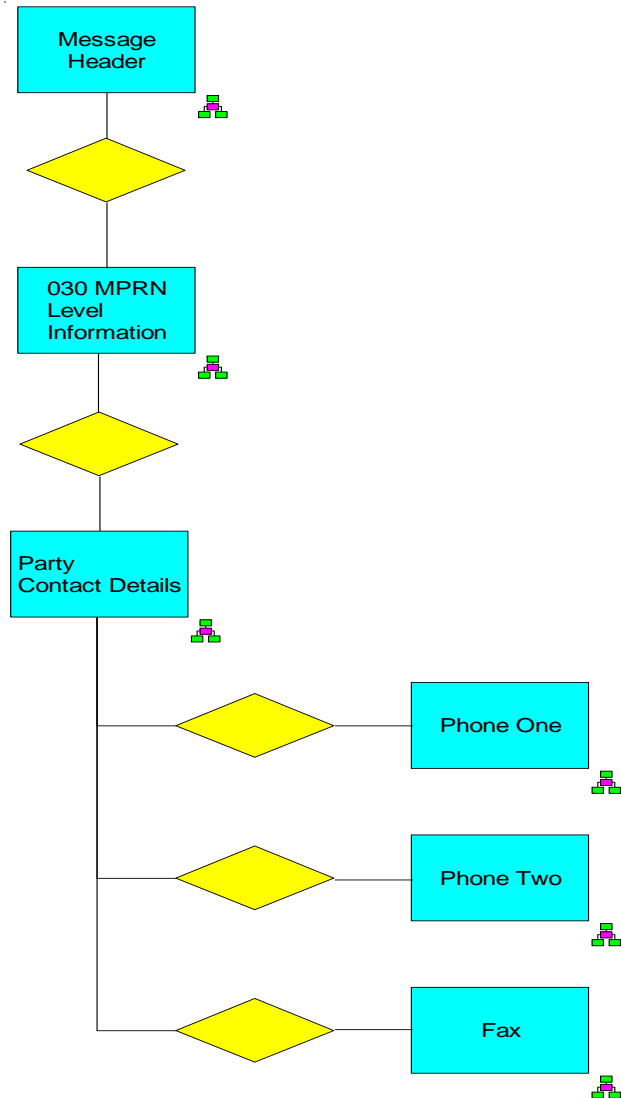 Message
Header
030 MPRN
Level
Information
Party
Contact Details
Phone One
Phone Two
Fax